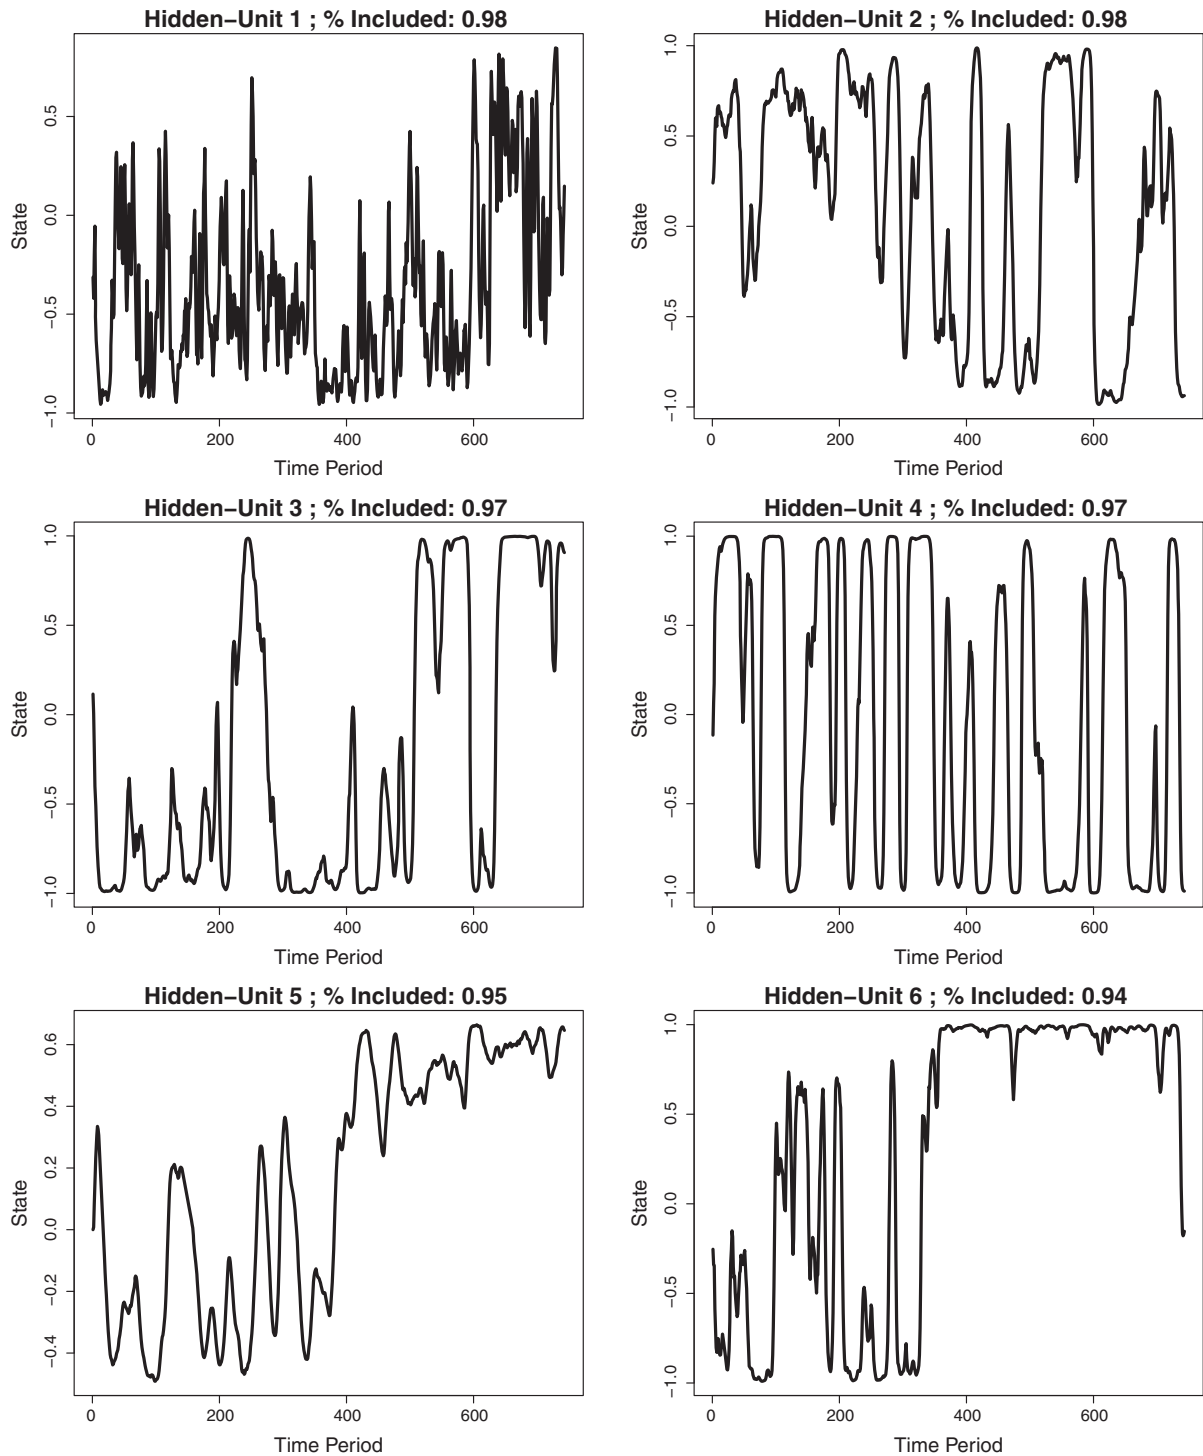 Hidden−Unit 1 ; % Included: 0.98
State
0.5
0.0
−0.5
−1.0
0 200 400 600
Time Period
Hidden−Unit 2 ; % Included: 0.98
State
1.0
0.5
0.0
−0.5
−1.0
0 200 400 600
Time Period
Hidden−Unit 3 ; % Included: 0.97
State
1.0
0.5
0.0
−0.5
−1.0
0 200 400 600
Time Period
Hidden−Unit 4 ; % Included: 0.97
State
1.0
0.5
0.0
−0.5
−1.0
0 200 400 600
Time Period
Hidden−Unit 5 ; % Included: 0.95
State
0.6
0.4
0.2
0.0
−0.2
−0.4
0 200 400 600
Time Period
Hidden−Unit 6 ; % Included: 0.94
State
1.0
0.5
0.0
−0.5
−1.0
0 200 400 600
Time Period